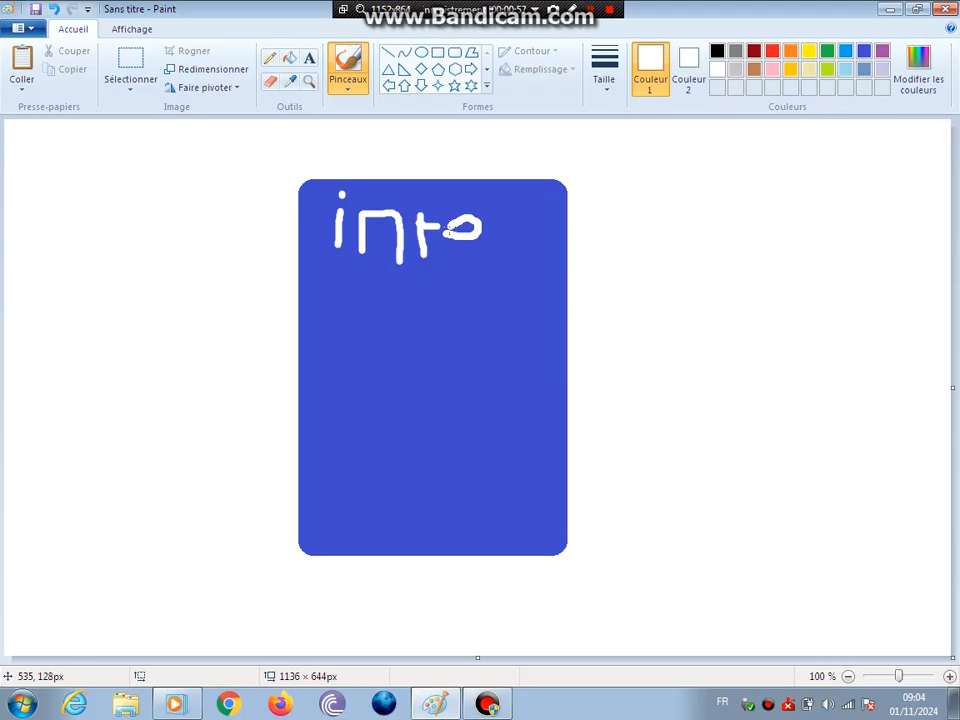 Sans titre - Paint
1152x864
www.Bandicam.com
Accueil
Affichage
Coller
Couper
Copier
Presse-papiers
Sélectionner
Rogner
Redimensionner
Faire pivoter
Image
Outils
Pinceaux
Contour
Remplissage
Formes
Taille
Couleur 1
Couleur 2
Modifier les couleurs
Couleurs
into
535, 128px
1136 × 644px
100 %
FR
09:04
01/11/2024